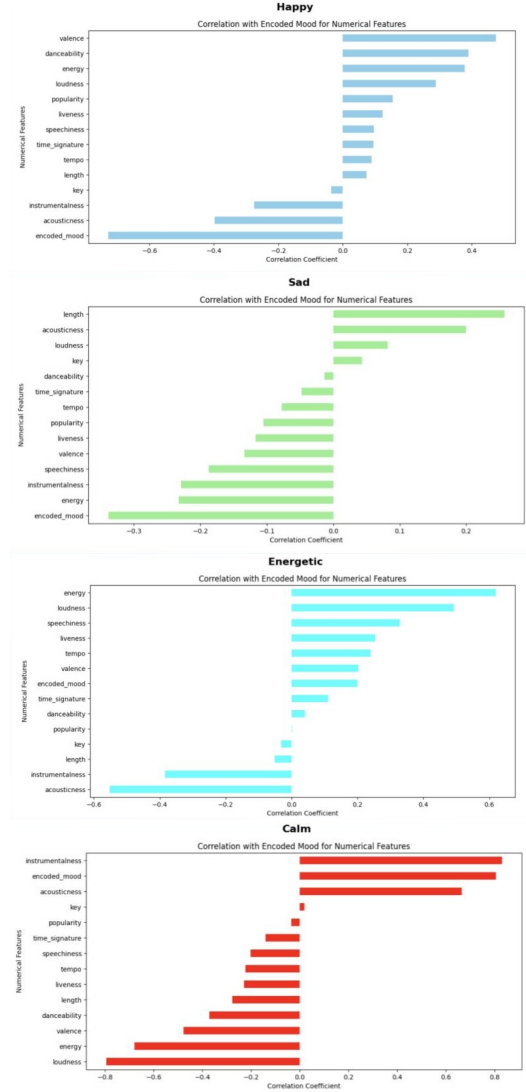 Happy
Correlation with Encoded Mood for Numerical Features
valence
danceability
energy
loudness
popularity
liveness
speechiness
time_signature
tempo
length
key
instrumentalness
acousticness
encoded_mood
Numerical Features
−0.6 −0.4 −0.2 0.0 0.2 0.4
Correlation Coefficient
Sad
Correlation with Encoded Mood for Numerical Features
length
acousticness
loudness
key
danceability
time_signature
tempo
popularity
liveness
valence
speechiness
instrumentalness
energy
encoded_mood
Numerical Features
−0.3 −0.2 −0.1 0.0 0.1 0.2
Correlation Coefficient
Energetic
Correlation with Encoded Mood for Numerical Features
energy
loudness
speechiness
liveness
tempo
valence
encoded_mood
time_signature
danceability
popularity
key
length
instrumentalness
acousticness
Numerical Features
−0.6 −0.4 −0.2 0.0 0.2 0.4 0.6
Correlation Coefficient
Calm
Correlation with Encoded Mood for Numerical Features
instrumentalness
encoded_mood
acousticness
key
popularity
time_signature
speechiness
tempo
liveness
length
danceability
valence
energy
loudness
Numerical Features
−0.8 −0.6 −0.4 −0.2 0.0 0.2 0.4 0.6 0.8
Correlation Coefficient